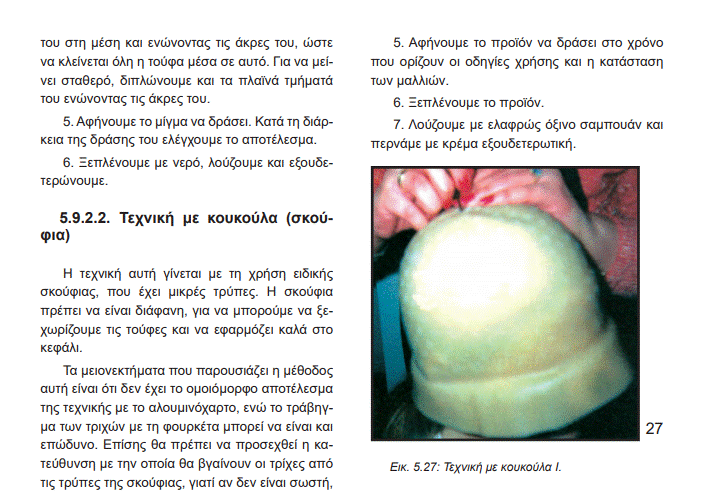 του στη μέση και ενώνοντας τις άκρες του, ώστε
να κλείνεται όλη η τούφα μέσα σε αυτό. Για να μεί-
νει σταθερό, διπλώνουμε και τα πλαϊνά τμήματά
του ενώνοντας τις άκρες του.
5. Αφήνουμε το μίγμα να δράσει. Κατά τη διάρ-
κεια της δράσης του ελέγχουμε το αποτέλεσμα.
6. Ξεπλένουμε με νερό, λούζουμε και εξουδε-
τερώνουμε.
5.9.2.2. Τεχνική με κουκούλα (σκού-
φια)
Η τεχνική αυτή γίνεται με τη χρήση ειδικής
σκούφιας, που έχει μικρές τρύπες. Η σκούφια
πρέπει να είναι διάφανη, για να μπορούμε να ξε-
χωρίζουμε τις τούφες και να εφαρμόζει καλά στο
κεφάλι.
Τα μειονεκτήματα που παρουσιάζει η μέθοδος
αυτή είναι ότι δεν έχει το ομοιόμορφο αποτέλεσμα
της τεχνικής με το αλουμινόχαρτο, ενώ το τράβηγ-
μα των τριχών με τη φουρκέτα μπορεί να είναι και
επώδυνο. Επίσης θα πρέπει να προσεχθεί η κα-
τεύθυνση με την οποία θα βγαίνουν οι τρίχες από
τις τρύπες της σκούφιας, γιατί αν δεν είναι σωστή,
5. Αφήνουμε το προϊόν να δράσει στο χρόνο
που ορίζουν οι οδηγίες χρήσης και η κατάσταση
των μαλλιών.
6. Ξεπλένουμε το προϊόν.
7. Λούζουμε με ελαφρώς όξινο σαμπουάν και
περνάμε με κρέμα εξουδετερωτική.
27
Εικ. 5.27: Τεχνική με κουκούλα Ι.